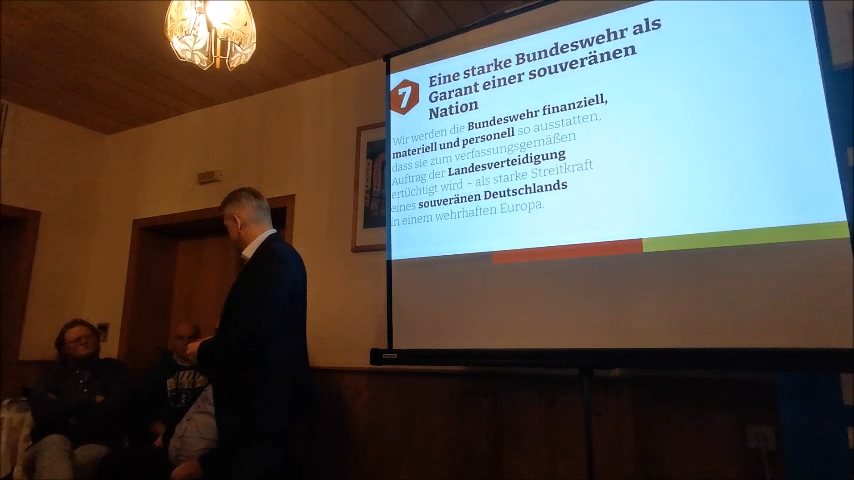 7
Eine starke Bundeswehr als
Garant einer souveränen
Nation
Wir werden die Bundeswehr finanziell,
materiell und personell so ausstatten,
dass sie zum verfassungsgemäßen
Auftrag der Landesverteidigung
ertüchtigt wird – als starke Streitkraft
eines souveränen Deutschlands
in einem wehrhaften Europa.